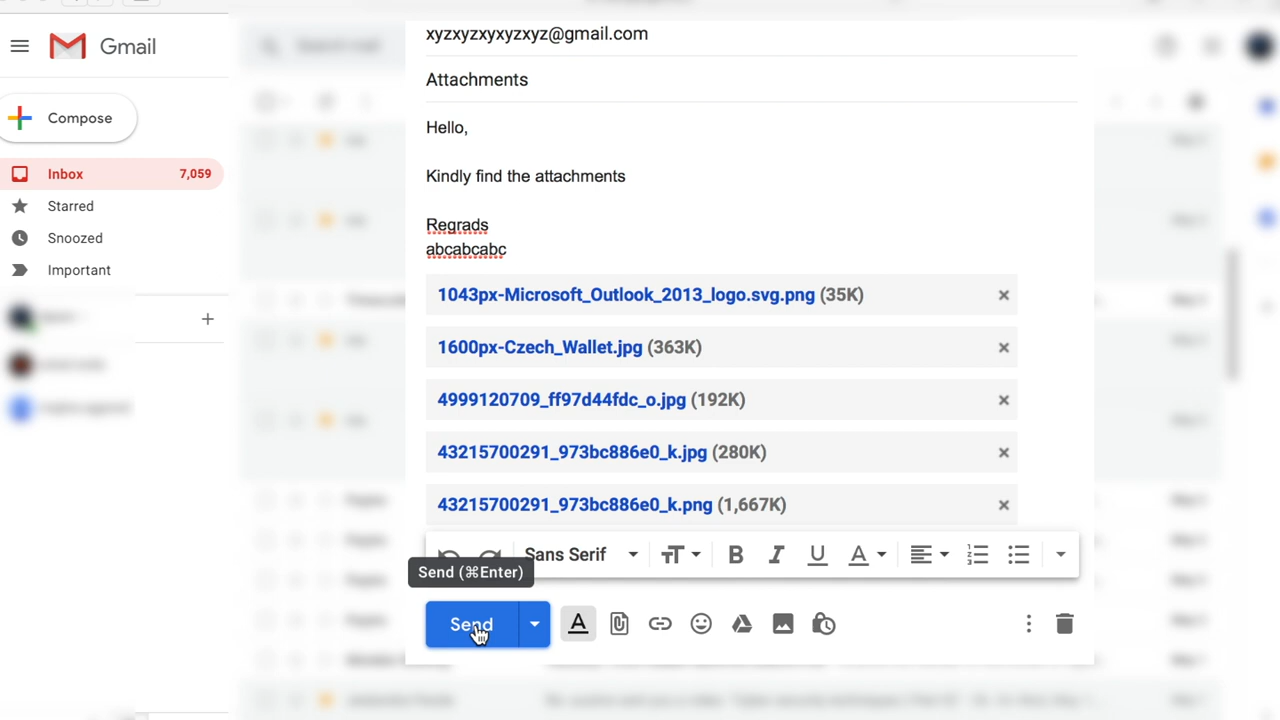 Gmail
Compose
Inbox 7,059
Starred
Snoozed
Important
xyzxyzxyxyzxyz@gmail.com
Attachments
Hello,
Kindly find the attachments
Regrads
abcabcabc
1043px-Microsoft_Outlook_2013_logo.svg.png (35K)
1600px-Czech_Wallet.jpg (363K)
4999120709_ff97d44fdc_o.jpg (192K)
43215700291_973bc886e0_k.jpg (280K)
43215700291_973bc886e0_k.png (1,667K)
Sans Serif
Send (⌘Enter)
Send